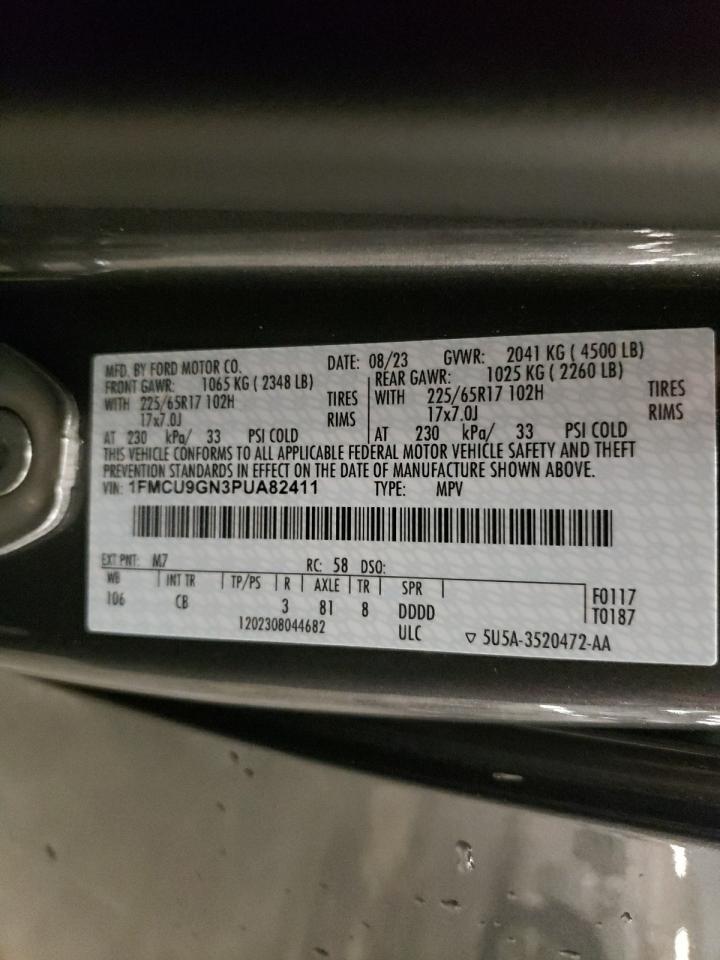 MFD. BY FORD MOTOR CO. DATE: 08/23 GVWR: 2041 KG ( 4500 LB)
FRONT GAWR: 1065 KG ( 2348 LB) REAR GAWR: 1025 KG ( 2260 LB)
WITH 225/65R17 102H TIRES WITH 225/65R17 102H TIRES
17x7.0J RIMS 17x7.0J RIMS
AT 230 kPa/ 33 PSI COLD AT 230 kPa/ 33 PSI COLD
THIS VEHICLE CONFORMS TO ALL APPLICABLE FEDERAL MOTOR VEHICLE SAFETY AND THEFT
PREVENTION STANDARDS IN EFFECT ON THE DATE OF MANUFACTURE SHOWN ABOVE.
VIN: 1FMCU9GN3PUA82411 TYPE: MPV
EXT PNT: M7 RC: 58 DSO:
WB INT TR TP/PS R AXLE TR SPR F0117
106 CB 3 81 8 DDDD T0187
1202308044682 ULC ▽ 5U5A-3520472-AA